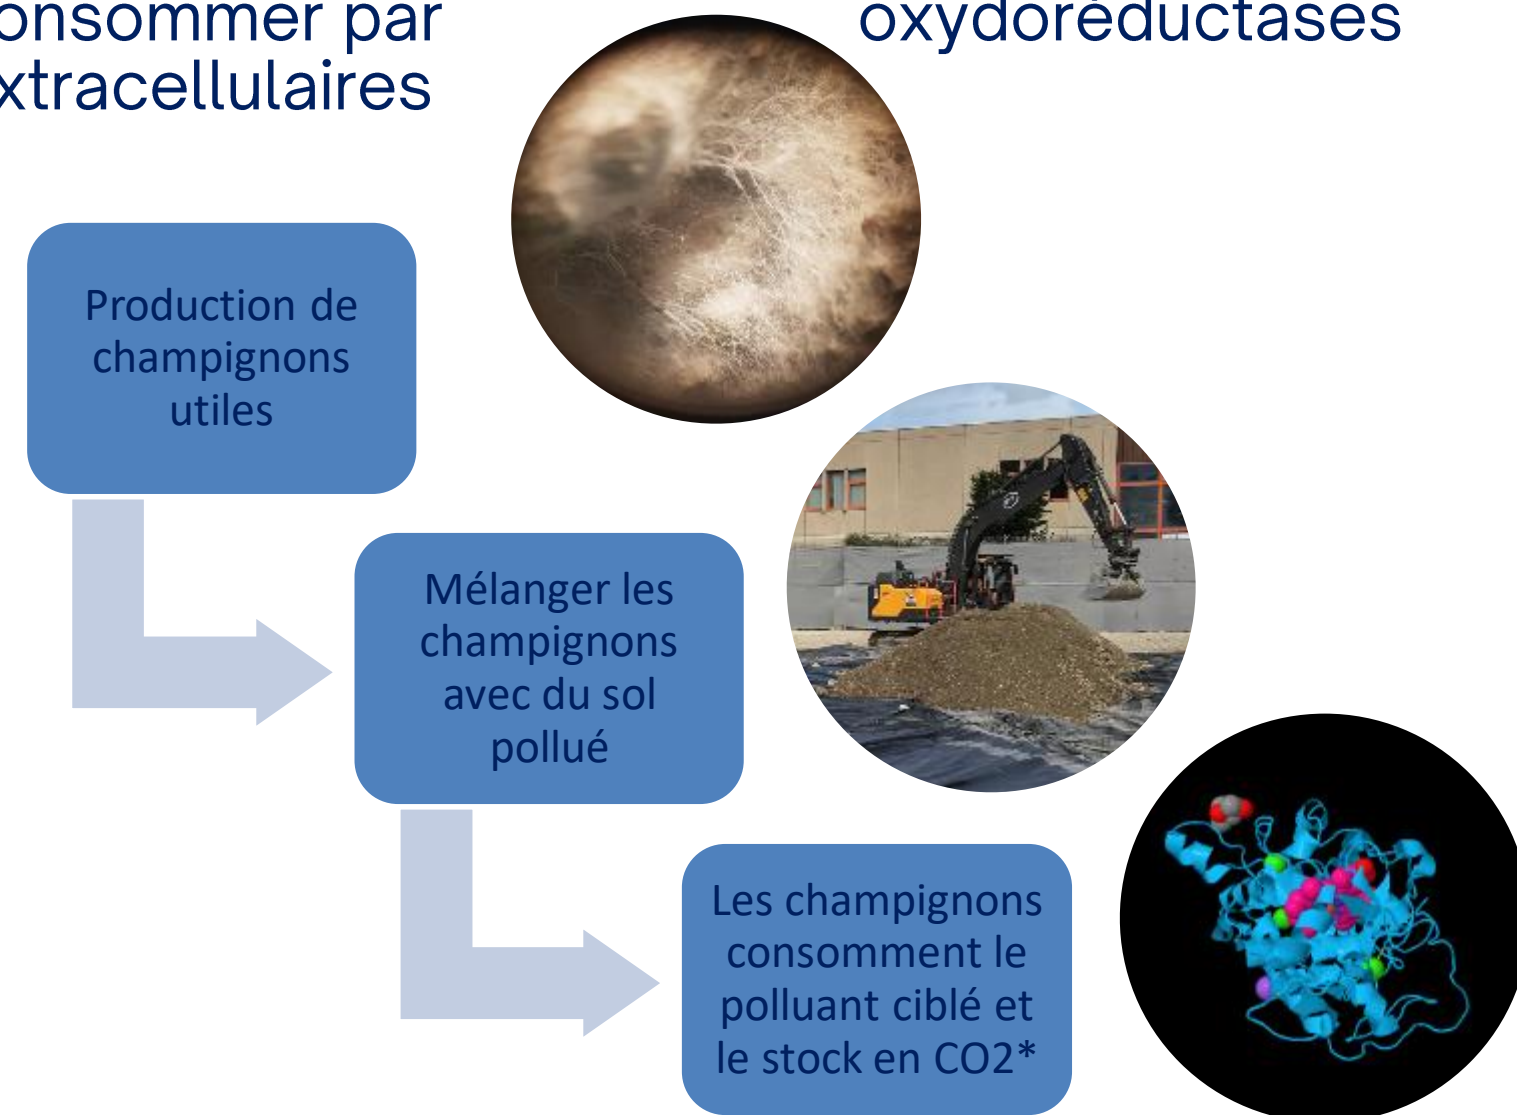 onsommer par
oxydoréductases
xtracellulaires
Production de
champignons
utiles
Mélanger les
champignons
avec du sol
pollué
Les champignons
consomment le
polluant ciblé et
le stock en CO2*